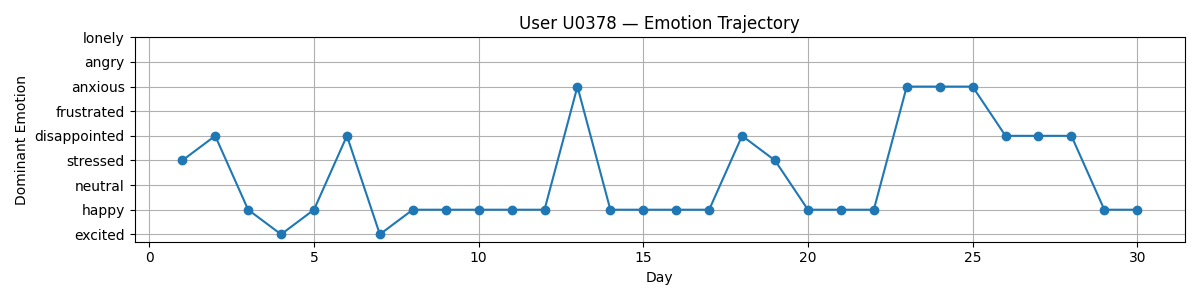 User U0378 — Emotion Trajectory
Dominant Emotion
lonely
angry
anxious
frustrated
disappointed
stressed
neutral
happy
excited
0 5 10 15 20 25 30
Day